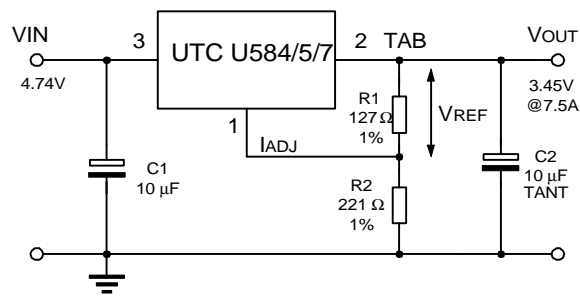 VIN
4.74V
3
UTC U584/5/7
2
TAB
VOUT
3.45V
@7.5A
R1
127 Ω
1%
VREF
1
IADJ
C1
10 µF
R2
221 Ω
1%
C2
10 µF
TANT